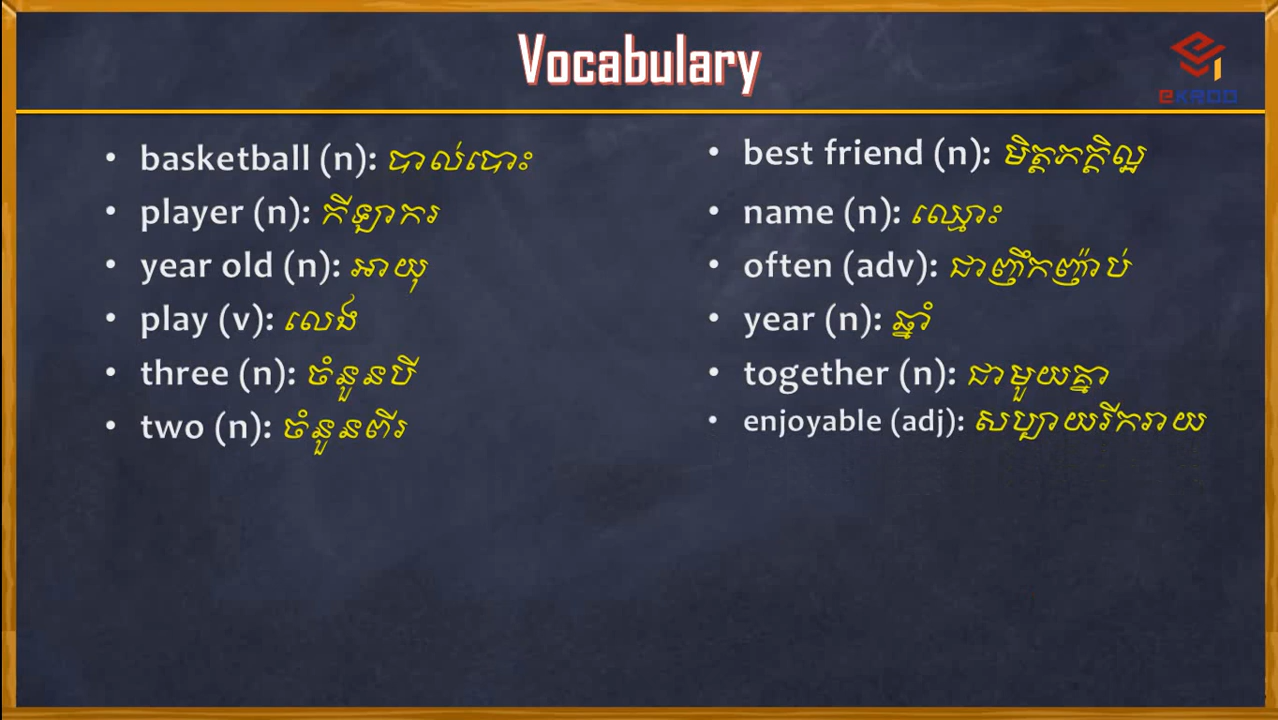 Vocabulary
eKROO
• basketball (n): បាល់បោះ
• player (n): កីឡាករ
• year old (n): អាយុ
• play (v): លេង
• three (n): ចំនួនបី
• two (n): ចំនួនពីរ
• best friend (n): មិត្តភក្តិល្អ
• name (n): ឈ្មោះ
• often (adv): ជាញឹកញ៉ាប់
• year (n): ឆ្នាំ
• together (n): ជាមួយគ្នា
• enjoyable (adj): សប្បាយរីករាយ